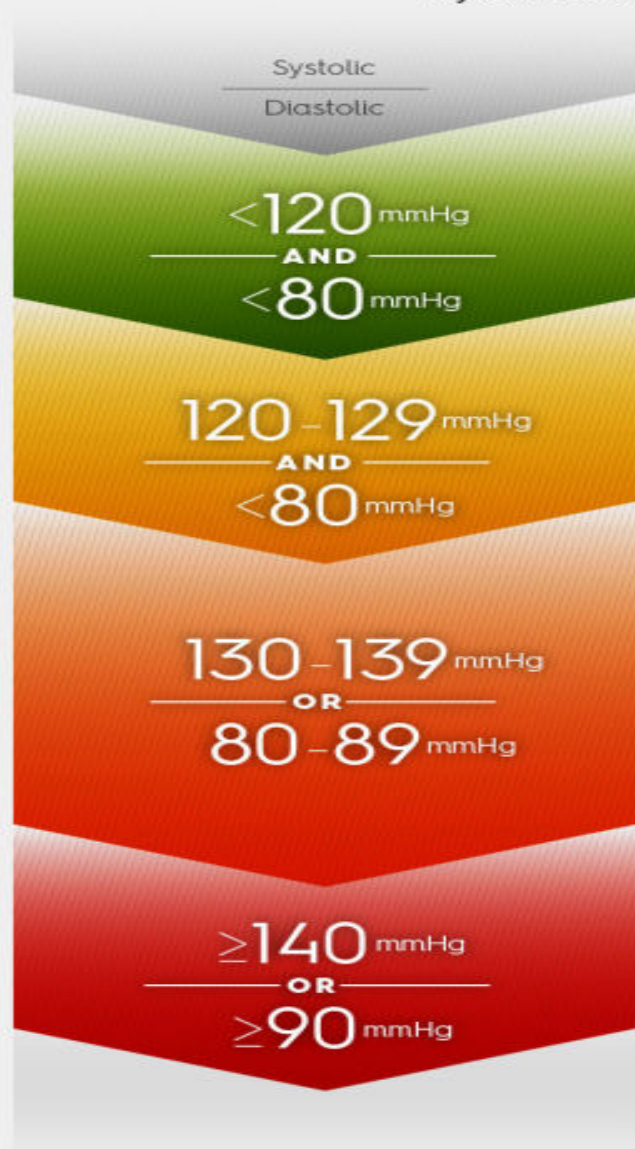 Systolic
Diastolic
<120 mmHg
AND
<80 mmHg
120-129 mmHg
AND
<80 mmHg
130-139 mmHg
OR
80-89 mmHg
≥140 mmHg
OR
≥90 mmHg